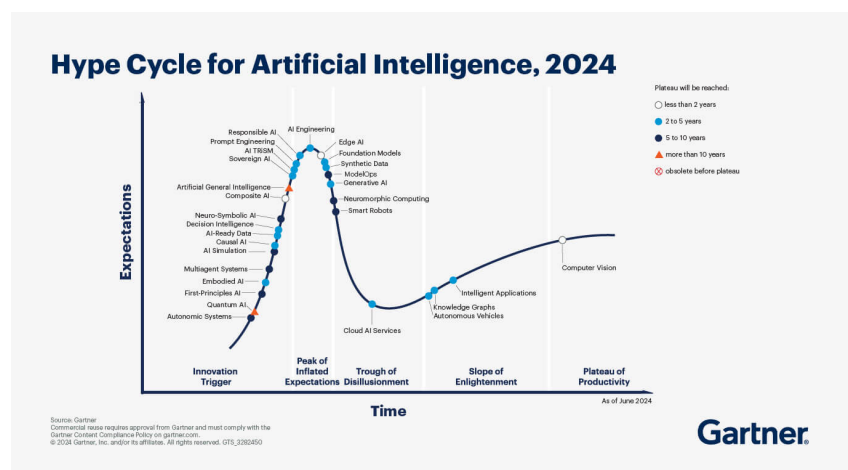 Hype Cycle for Artificial Intelligence, 2024
Plateau will be reached:
less than 2 years
2 to 5 years
5 to 10 years
more than 10 years
obsolete before plateau
Expectations
AI Engineering
Responsible AI
Prompt Engineering
AI TRiSM
Sovereign AI
Artificial General Intelligence
Composite AI
Neuro-Symbolic AI
Decision Intelligence
AI-Ready Data
Causal AI
AI Simulation
Multiagent Systems
Embodied AI
First-Principles AI
Quantum AI
Autonomic Systems
Edge AI
Foundation Models
Synthetic Data
ModelOps
Generative AI
Neuromorphic Computing
Smart Robots
Cloud AI Services
Intelligent Applications
Knowledge Graphs
Autonomous Vehicles
Computer Vision
Innovation
Trigger
Peak of
Inflated
Expectations
Trough of
Disillusionment
Slope of
Enlightenment
Plateau of
Productivity
Time
As of June 2024
Source: Gartner
Commercial reuse requires approval from Gartner and must comply with the
Gartner Content Compliance Policy on gartner.com.
© 2024 Gartner, Inc. and/or its affiliates. All rights reserved. GTS_3282450
Gartner®